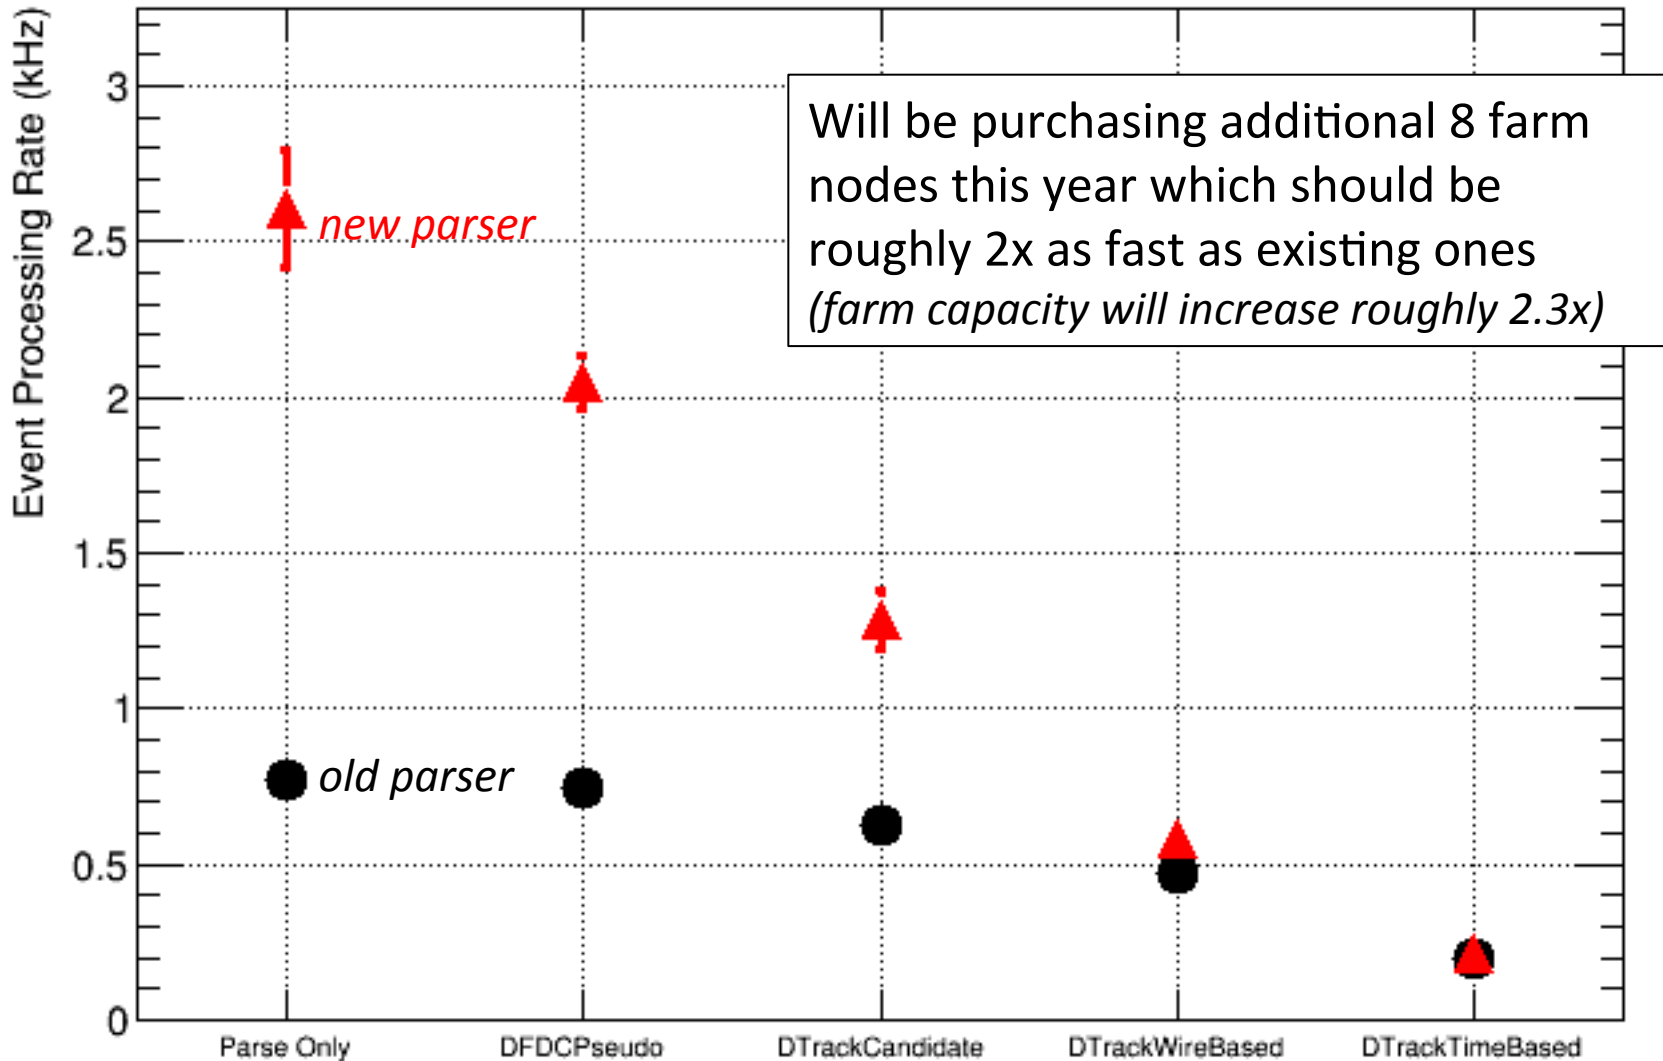 Event Processing Rate (kHz)
3
2.5
2
1.5
1
0.5
0
Will be purchasing additional 8 farm
nodes this year which should be
roughly 2x as fast as existing ones
(farm capacity will increase roughly 2.3x)
new parser
old parser
Parse Only
DFDCPseudo
DTrackCandidate
DTrackWireBased
DTrackTimeBased